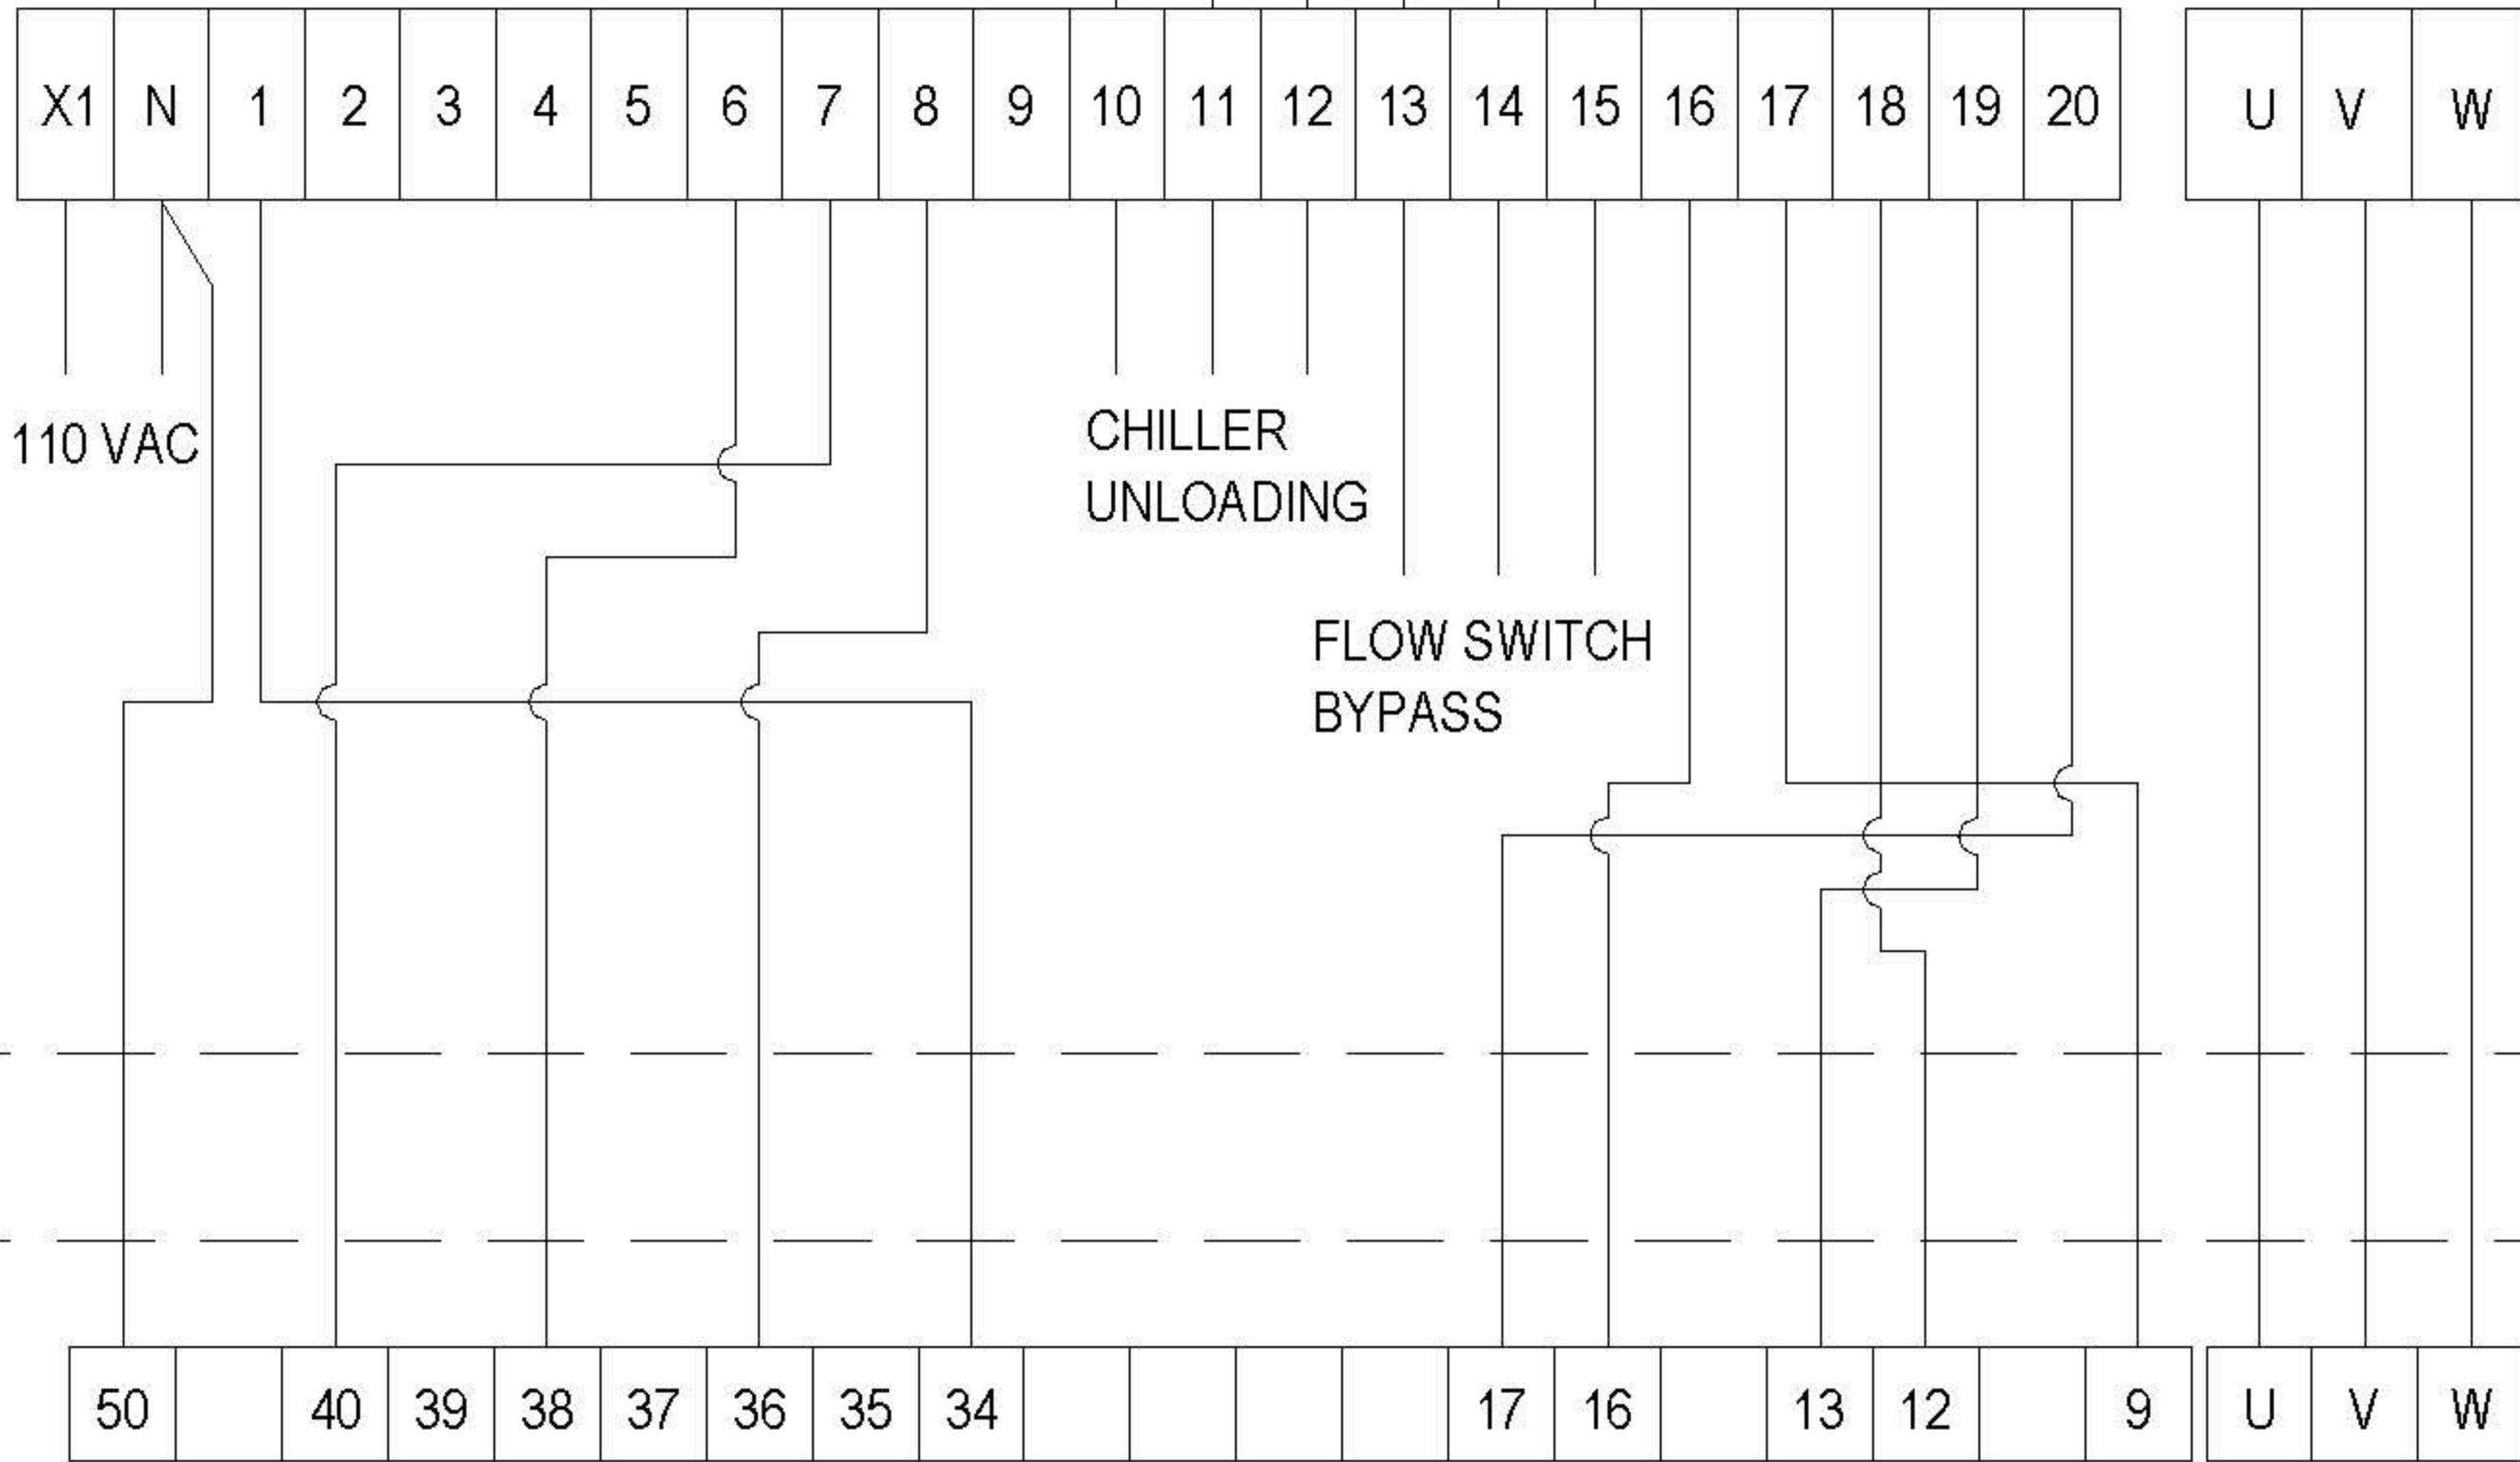 X1 N 1 2 3 4 5 6 7 8 9 10 11 12 13 14 15 16 17 18 19 20 U V W
110 VAC
CHILLER
UNLOADING
FLOW SWITCH
BYPASS
50 40 39 38 37 36 35 34 17 16 13 12 9 U V W